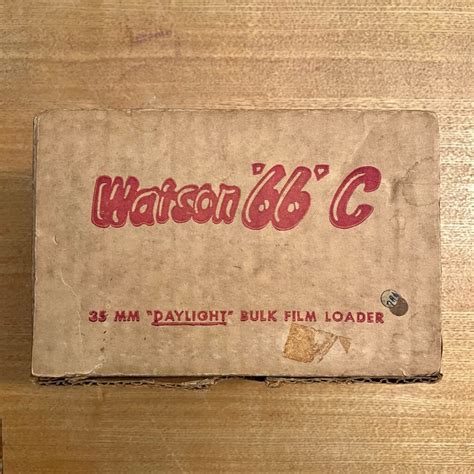 Watson '66' C
35 MM "DAYLIGHT" BULK FILM LOADER